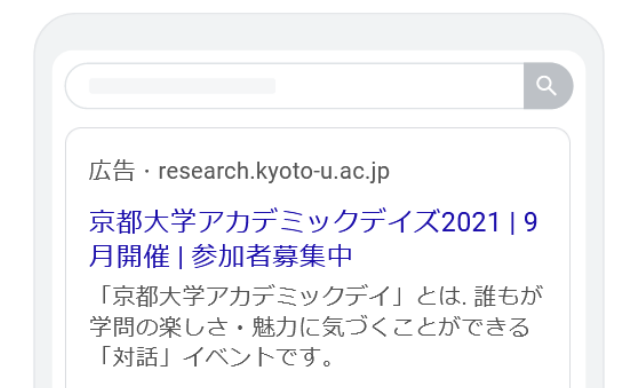 広告・research.kyoto-u.ac.jp
京都大学アカデミックデイズ2021 | 9
月開催 | 参加者募集中
「京都大学アカデミックデイ」とは. 誰もが
学問の楽しさ・魅力に気づくことができる
「対話」イベントです。